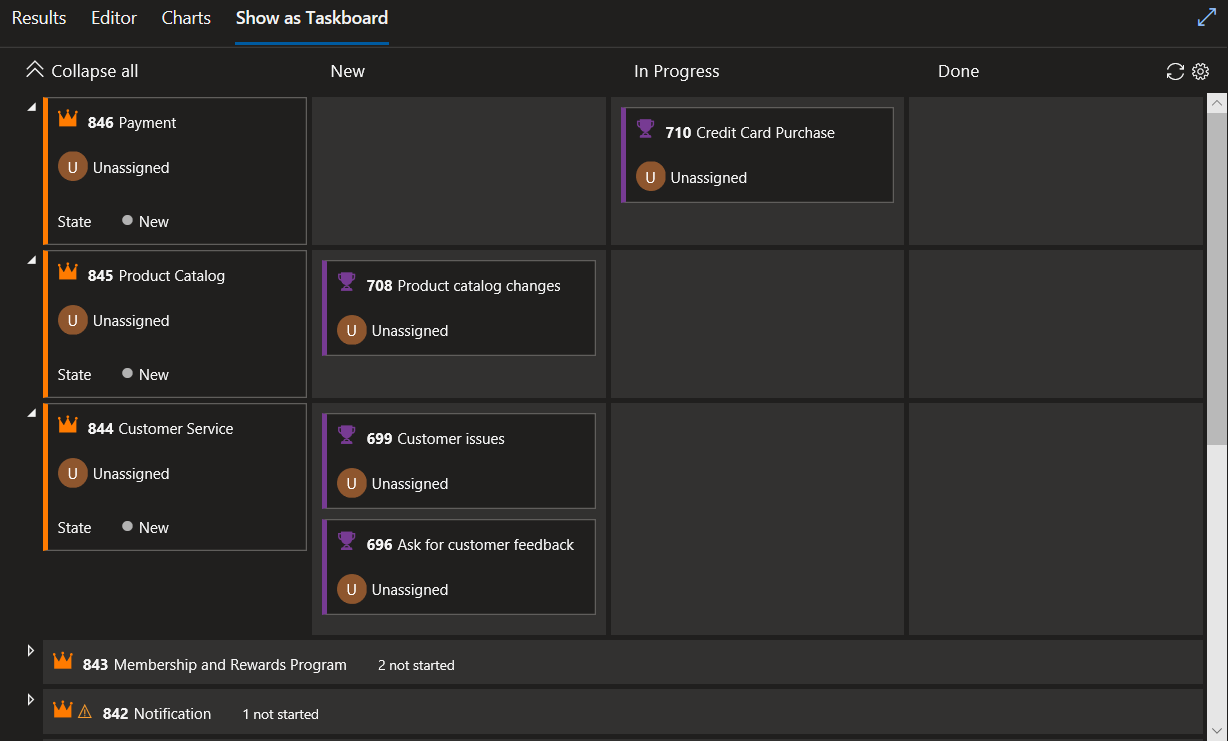 Results Editor Charts Show as Taskboard
Collapse all New In Progress Done
846 Payment
U Unassigned
State New
710 Credit Card Purchase
U Unassigned
845 Product Catalog
U Unassigned
State New
708 Product catalog changes
U Unassigned
844 Customer Service
U Unassigned
State New
699 Customer issues
U Unassigned
696 Ask for customer feedback
U Unassigned
843 Membership and Rewards Program 2 not started
842 Notification 1 not started